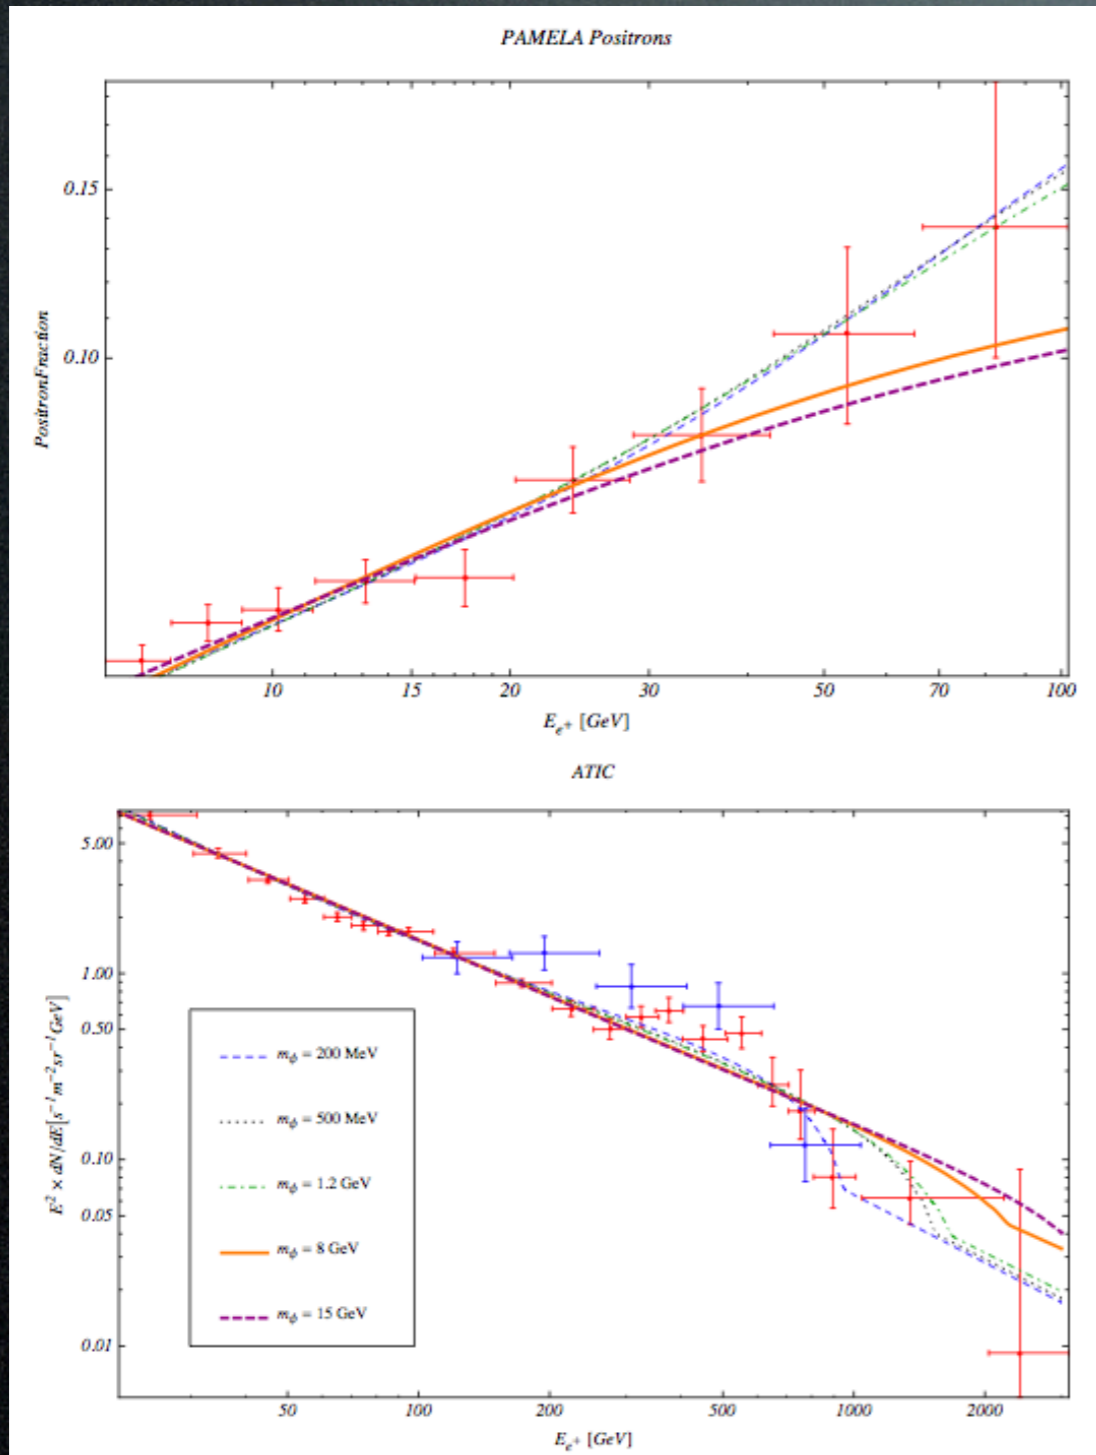 PAMELA Positrons
0.15
0.10
PositronFraction
10 15 20 30 50 70 100
E_e+ [GeV]
ATIC
5.00
1.00
0.50
0.10
0.05
0.01
E² × dN/dE[s⁻¹m⁻²sr⁻¹GeV]
m_ϕ = 200 MeV
m_ϕ = 500 MeV
m_ϕ = 1.2 GeV
m_ϕ = 8 GeV
m_ϕ = 15 GeV
50 100 200 500 1000 2000
E_e+ [GeV]